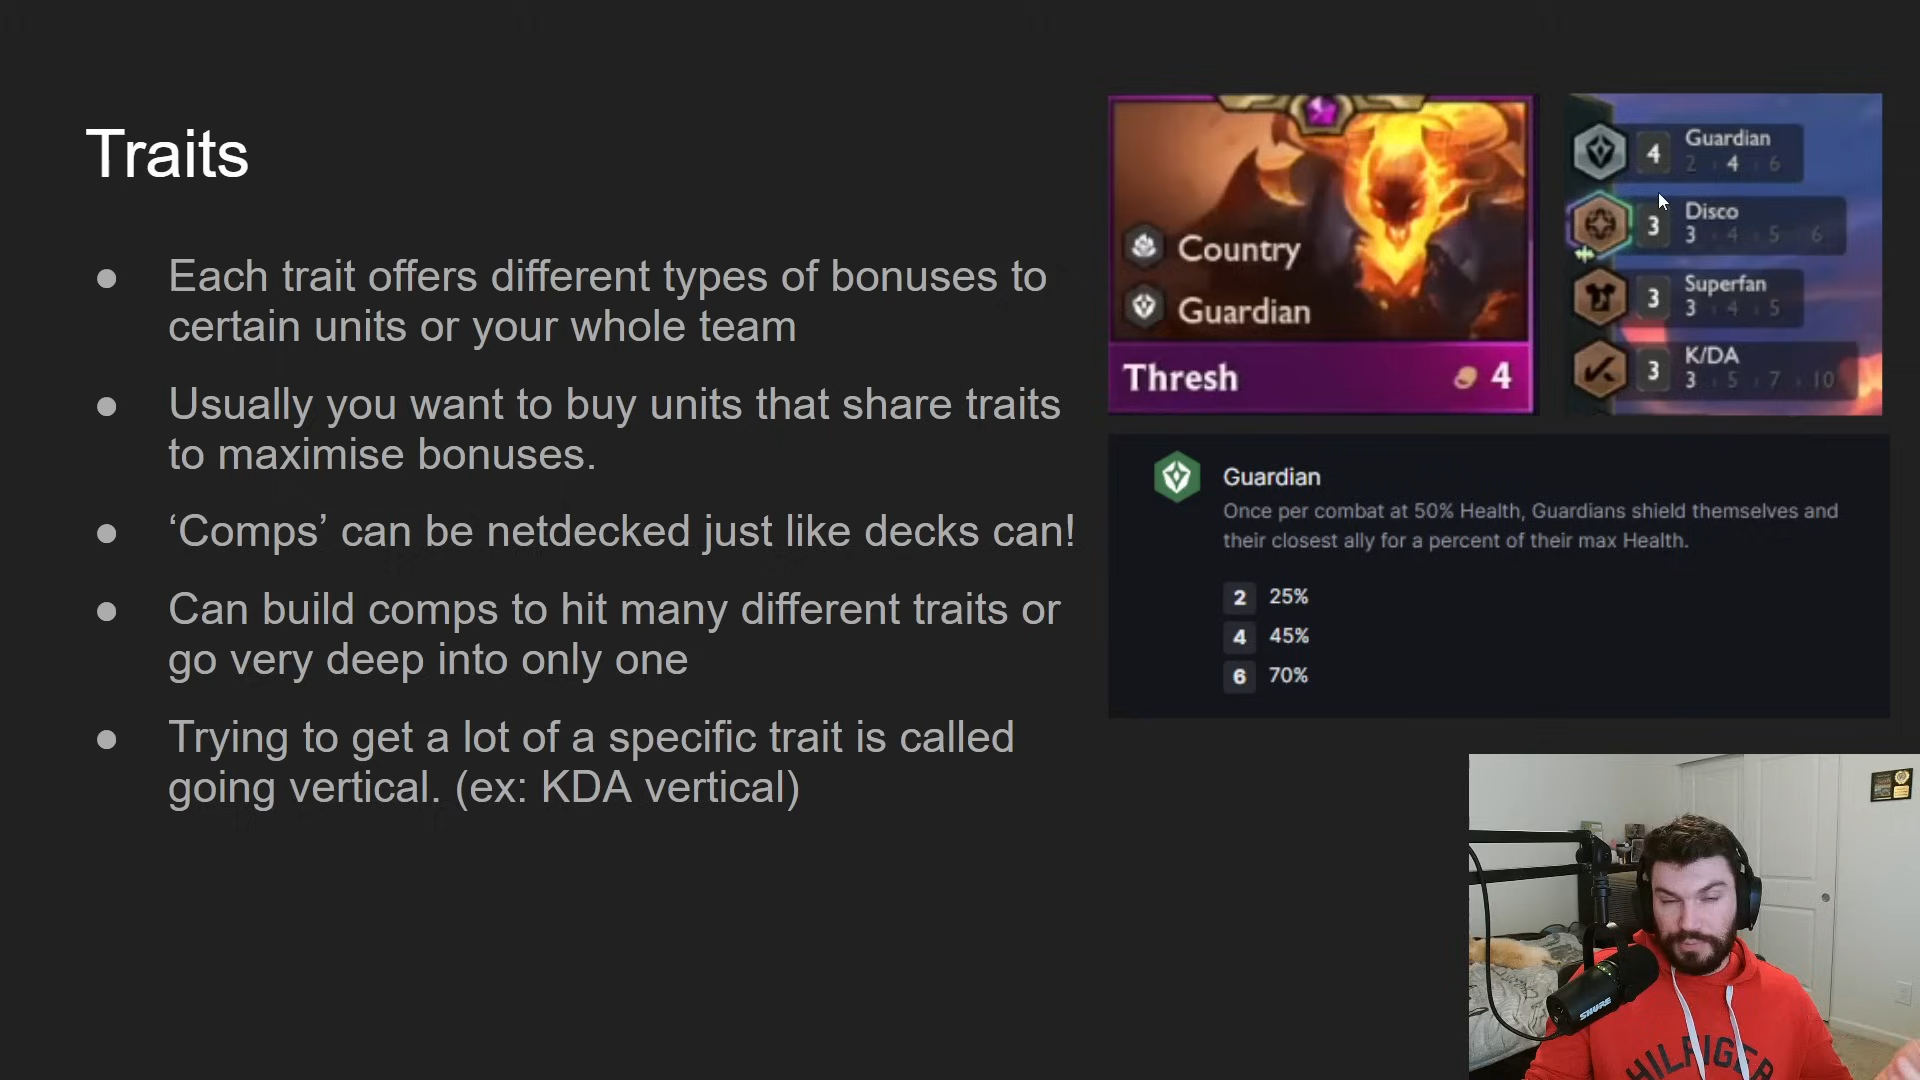 Traits
Each trait offers different types of bonuses to
certain units or your whole team
Usually you want to buy units that share traits
to maximise bonuses.
‘Comps’ can be netdecked just like decks can!
Can build comps to hit many different traits or
go very deep into only one
Trying to get a lot of a specific trait is called
going vertical. (ex: KDA vertical)
Country
Guardian
Thresh 4
4 Guardian
2 4 6
3 Disco
3 4 5 6
3 Superfan
3 4 5
3 K/DA
3 5 7 10
Guardian
Once per combat at 50% Health, Guardians shield themselves and
their closest ally for a percent of their max Health.
2 25%
4 45%
6 70%
SHURE
HILFIGER